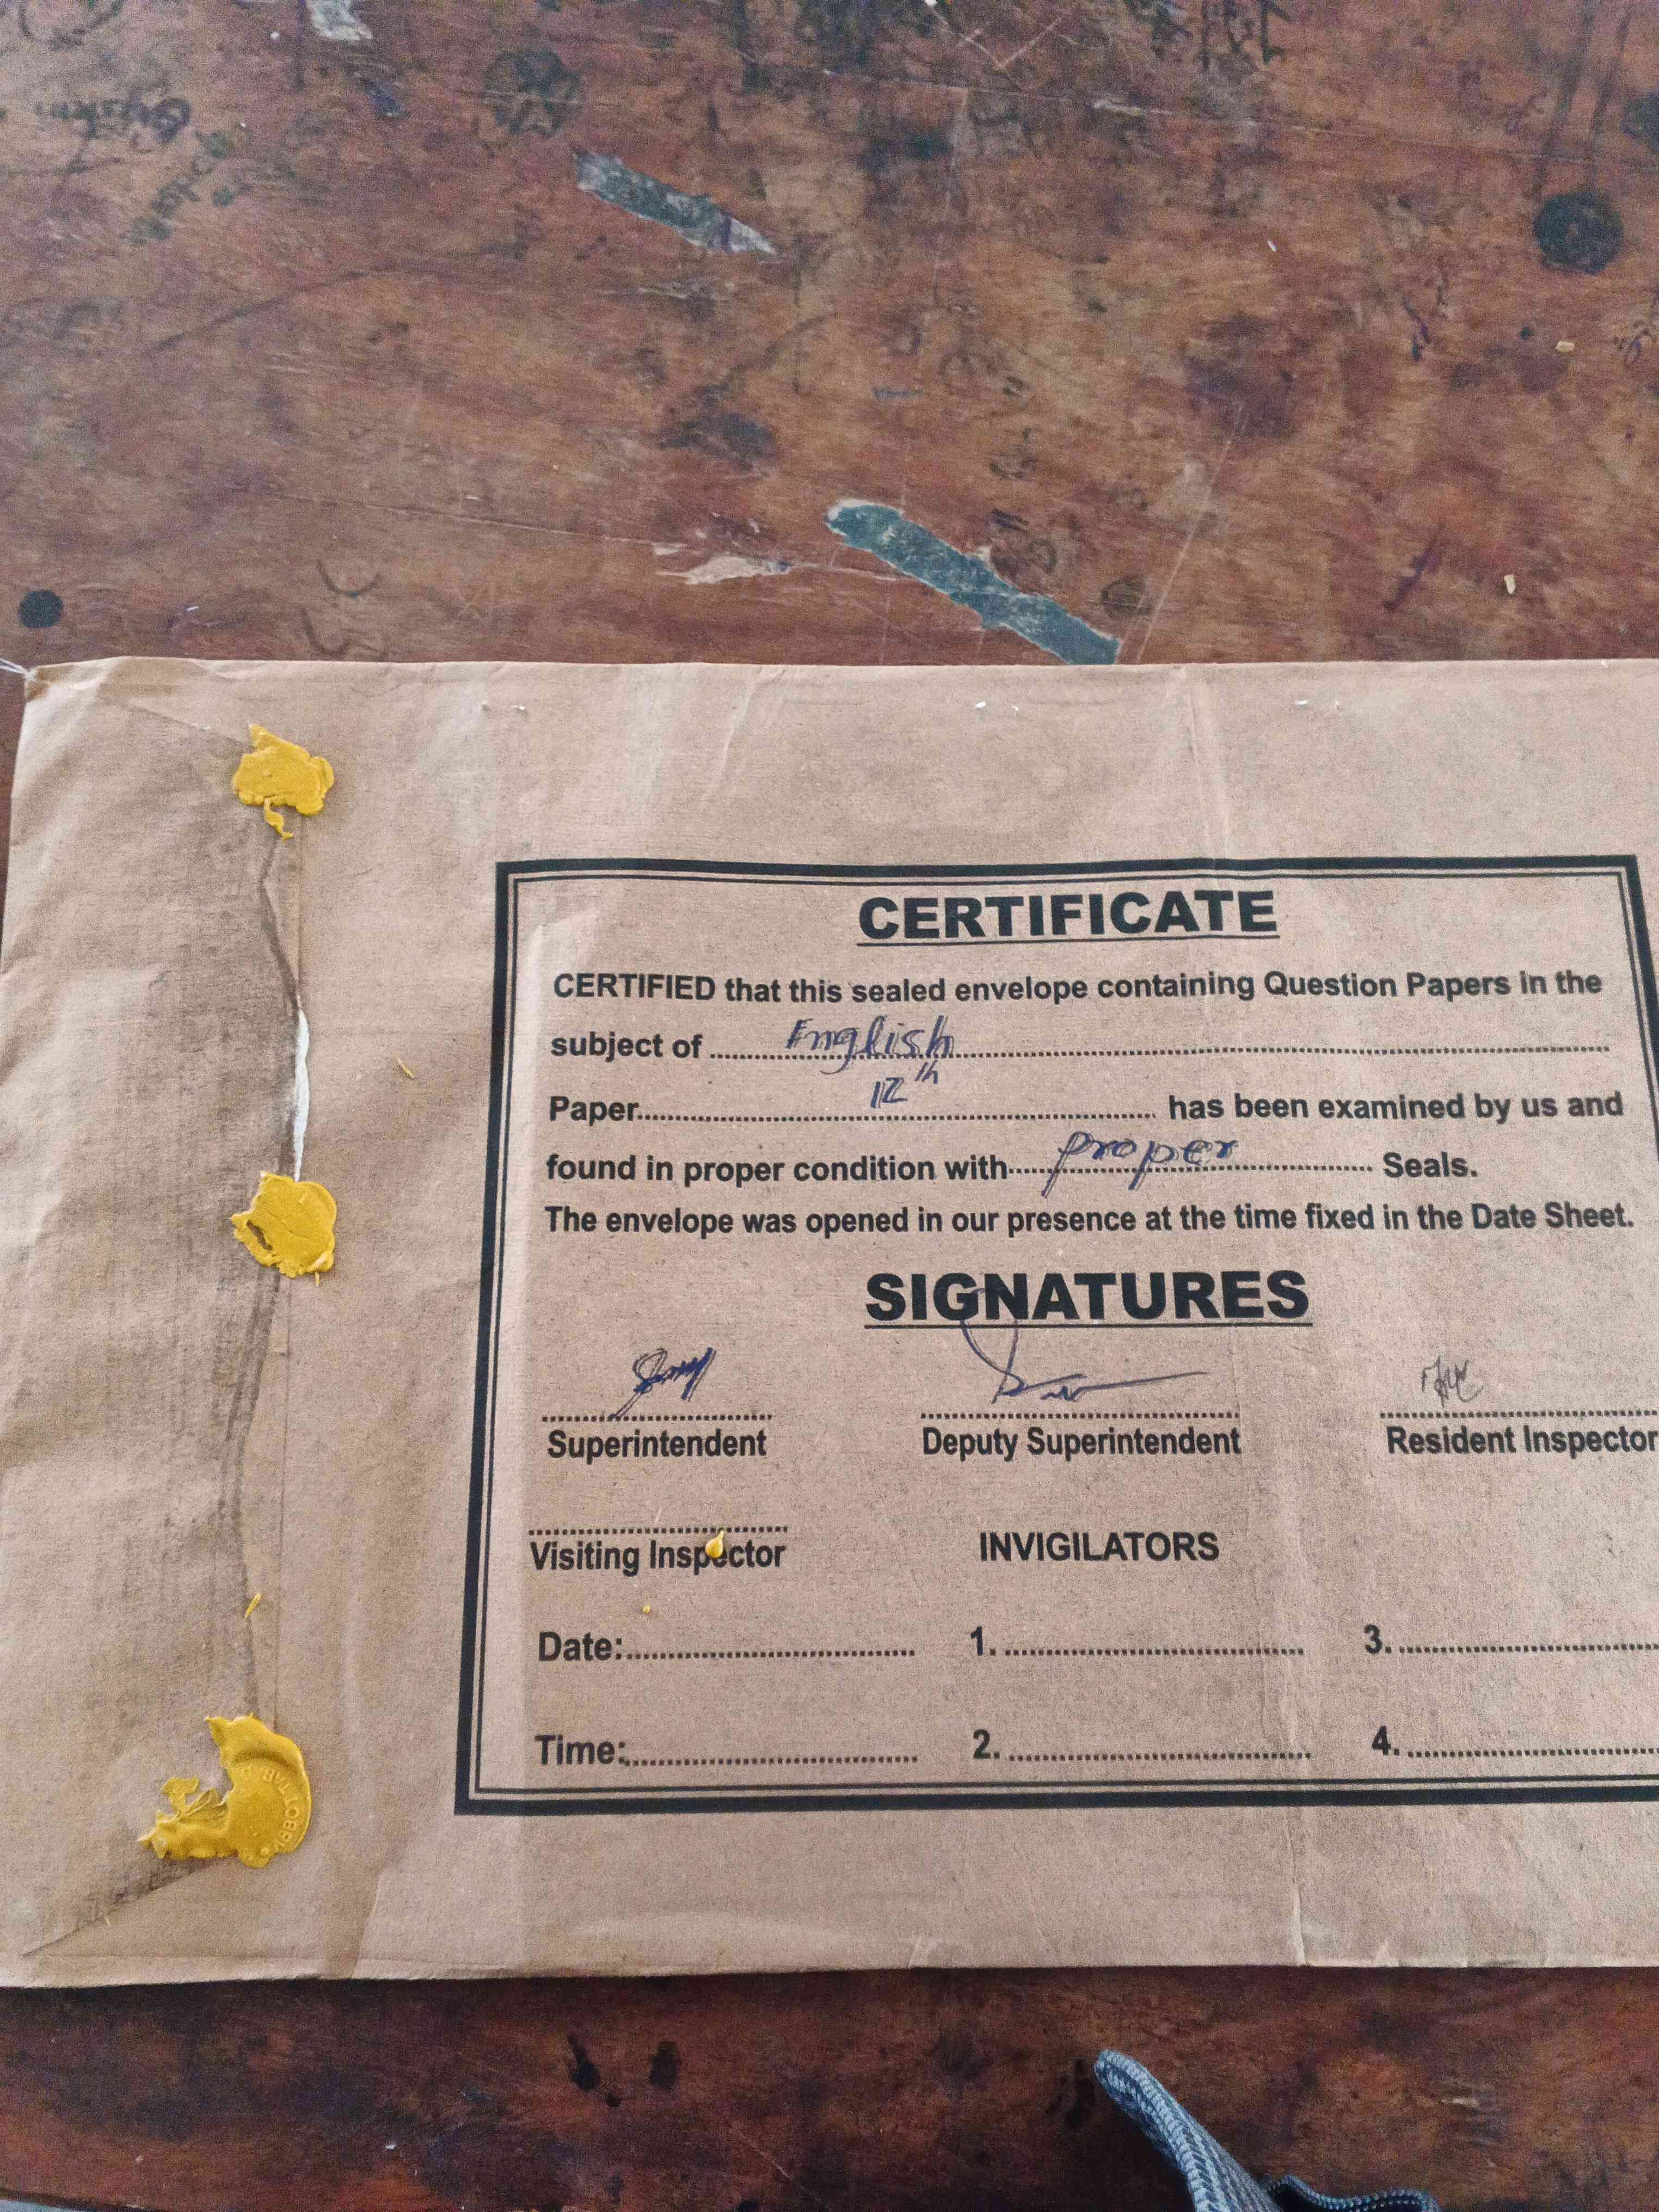 CERTIFICATE
CERTIFIED that this sealed envelope containing Question Papers in the
subject of English
Paper 12th has been examined by us and
found in proper condition with proper Seals.
The envelope was opened in our presence at the time fixed in the Date Sheet.
SIGNATURES
Superintendent Deputy Superintendent Resident Inspector
Visiting Inspector INVIGILATORS
Date: 1. 3.
Time: 2. 4.